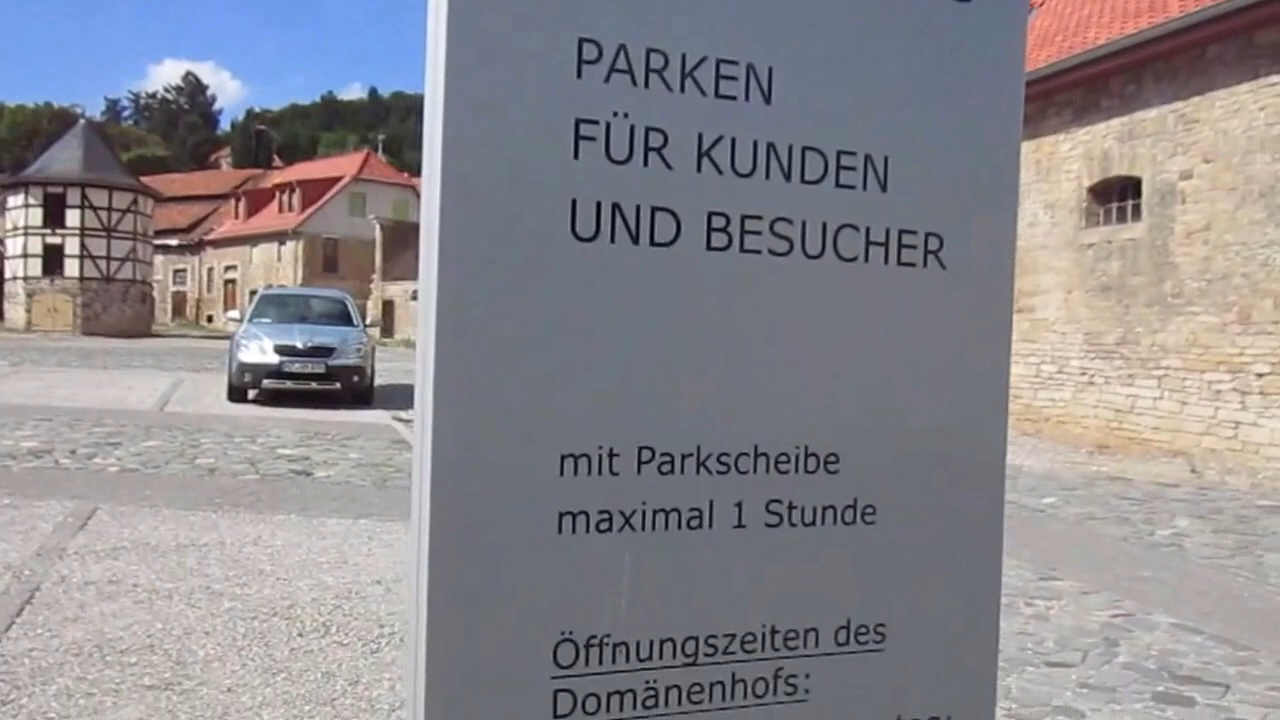 PARKEN
FÜR KUNDEN
UND BESUCHER
mit Parkscheibe
maximal 1 Stunde
Öffnungszeiten des
Domänenhofs: